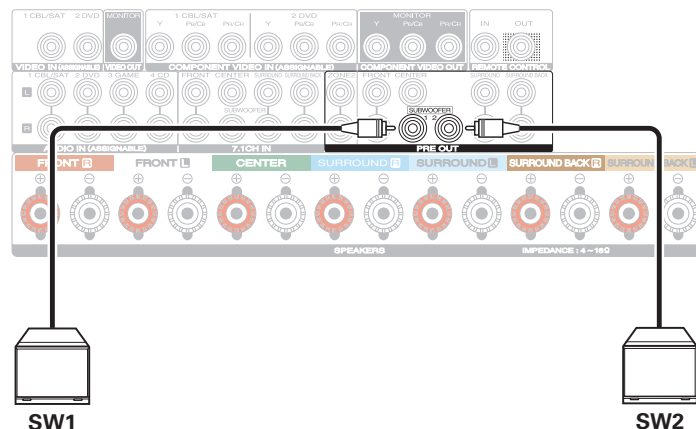 1 CBL/SAT 2 DVD MONITOR 1 CBL/SAT 2 DVD MONITOR
Y PB/CB PR/CR Y PB/CB PR/CR Y PB/CB PR/CR IN OUT
VIDEO IN (ASSIGNABLE) VIDEO OUT COMPONENT VIDEO IN (ASSIGNABLE) COMPONENT VIDEO OUT REMOTE CONTROL
1 CBL/SAT 2 DVD 3 GAME 4 CD FRONT CENTER SURROUND SURROUND BACK ZONE2 FRONT CENTER SURROUND SURROUND BACK
L
SUBWOOFER SUBWOOFER
1 2
R
AUDIO IN (ASSIGNABLE) 7.1CH IN PRE OUT
FRONT R FRONT L CENTER SURROUND R SURROUND L SURROUND BACK R SURROUND BACK L
+ − + − + − + − + − + − +
SPEAKERS IMPEDANCE : 4 ~ 16Ω
SW1 SW2